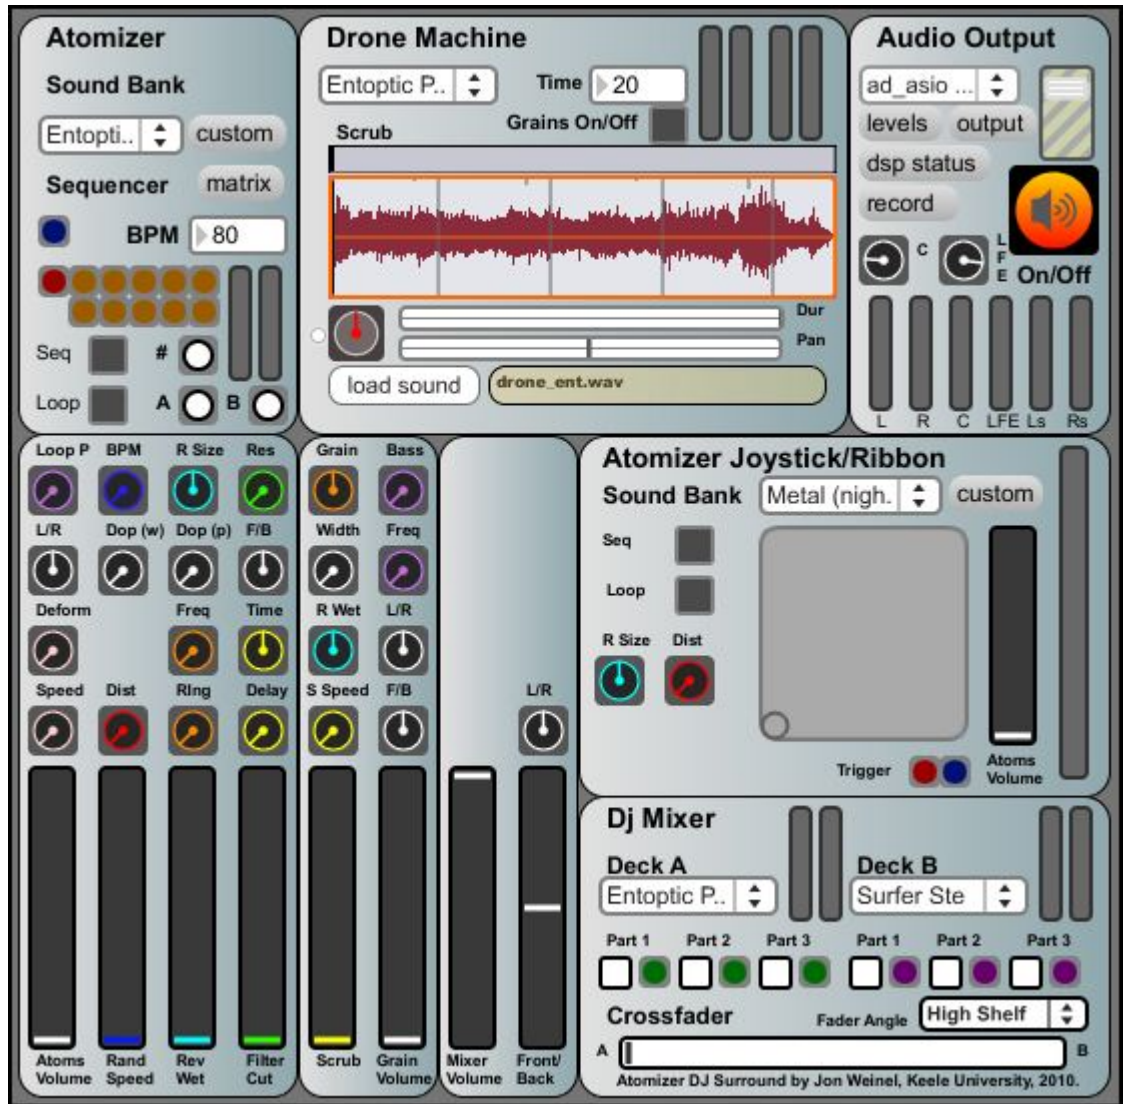 Atomizer
Sound Bank
Entopti..
custom
Sequencer
matrix
BPM
80
Seq
#
Loop
A
B
Drone Machine
Entoptic P..
Time
20
Grains On/Off
Scrub
Dur
Pan
load sound
drone_ent.wav
Audio Output
ad_asio ...
levels
output
dsp status
record
C
LFE
On/Off
L R C LFE Ls Rs
Loop P BPM R Size Res
L/R Dop (w) Dop (p) F/B
Deform Freq Time
Speed Dist RIng Delay
Atoms Volume
Rand Speed
Rev Wet
Filter Cut
Grain Bass
Width Freq
R Wet L/R
S Speed F/B
Scrub
Grain Volume
L/R
Mixer Volume
Front/ Back
Atomizer Joystick/Ribbon
Sound Bank
Metal (nigh.
custom
Seq
Loop
R Size Dist
Trigger
Atoms Volume
Dj Mixer
Deck A
Entoptic P..
Deck B
Surfer Ste
Part 1 Part 2 Part 3 Part 1 Part 2 Part 3
Crossfader
Fader Angle
High Shelf
A
B
Atomizer DJ Surround by Jon Weinel, Keele University, 2010.